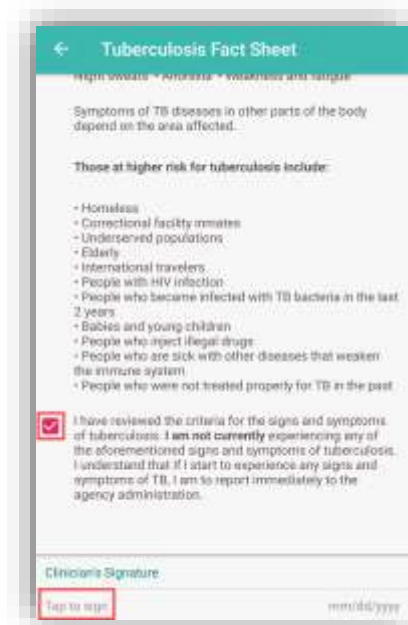 Tuberculosis Fact Sheet
Night sweats • Anorexia • Weakness and fatigue
Symptoms of TB diseases in other parts of the body
depend on the area affected.
Those at higher risk for tuberculosis include:
• Homeless
• Correctional facility inmates
• Underserved populations
• Elderly
• International travelers
• People with HIV infection
• People who became infected with TB bacteria in the last
2 years
• Babies and young children
• People who inject illegal drugs
• People who are sick with other diseases that weaken
the immune system
• People who were not treated properly for TB in the past
I have reviewed the criteria for the signs and symptoms
of tuberculosis. I am not currently experiencing any of
the aforementioned signs and symptoms of tuberculosis.
I understand that if I start to experience any signs and
symptoms of TB, I am to report immediately to the
agency administration.
Clinician's Signature
Tap to sign
mm/dd/yyyy